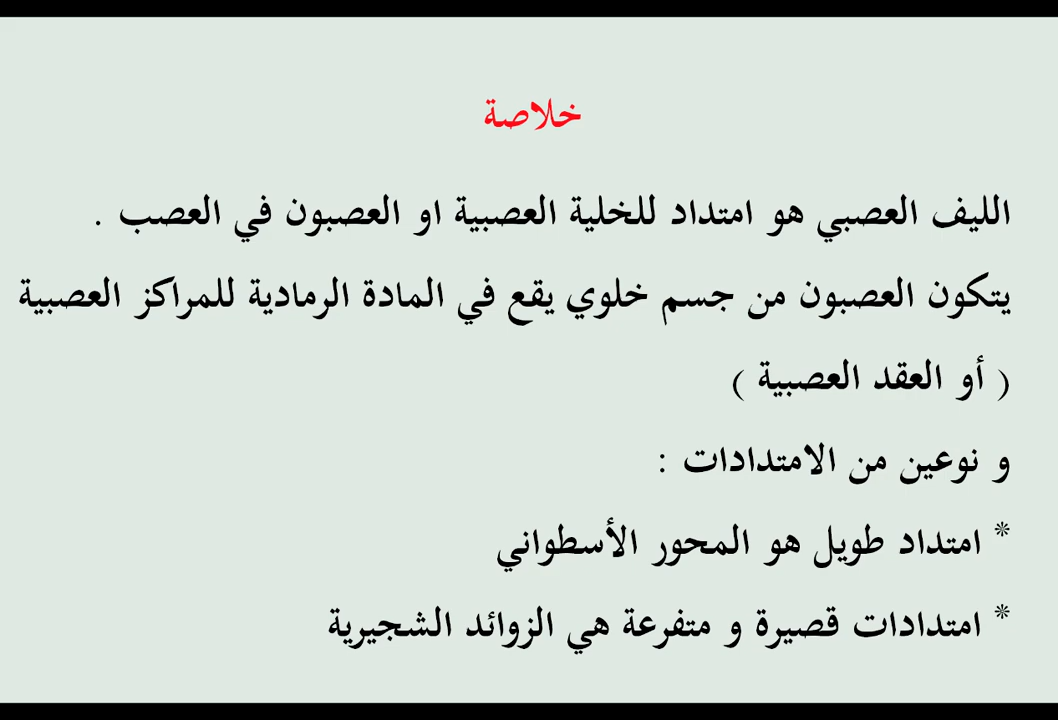 خلاصة
الليف العصبي هو امتداد للخلية العصبية او العصبون في العصب .
يتكون العصبون من جسم خلوي يقع في المادة الرمادية للمراكز العصبية
( أو العقد العصبية )
و نوعين من الامتدادات :
* امتداد طويل هو المحور الأسطواني
* امتدادات قصيرة و متفرعة هي الزوائد الشجيرية